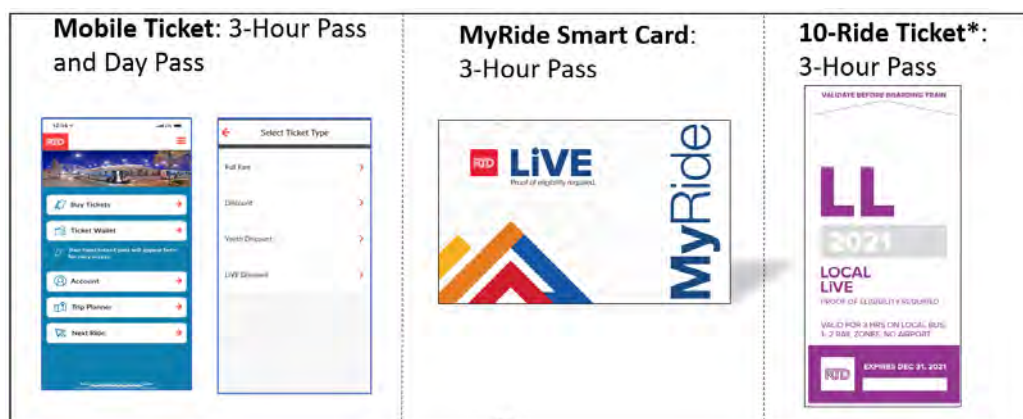 Mobile Ticket: 3-Hour Pass
and Day Pass
RTD
Buy Tickets
Ticket Wallet
Account
Trip Planner
Next Ride
Select Ticket Type
Full Fare
Discount
Youth Discount
LiVE Discount
MyRide Smart Card:
3-Hour Pass
RTD LiVE
Proof of eligibility required.
MyRide
10-Ride Ticket*:
3-Hour Pass
VALIDATE BEFORE BOARDING TRAIN
LL
2021
LOCAL
LiVE
PROOF OF ELIGIBILITY REQUIRED
VALID FOR 3 HRS ON LOCAL BUS,
1- 2 RAIL ZONES, NO AIRPORT
RTD
EXPIRES DEC 31, 2021